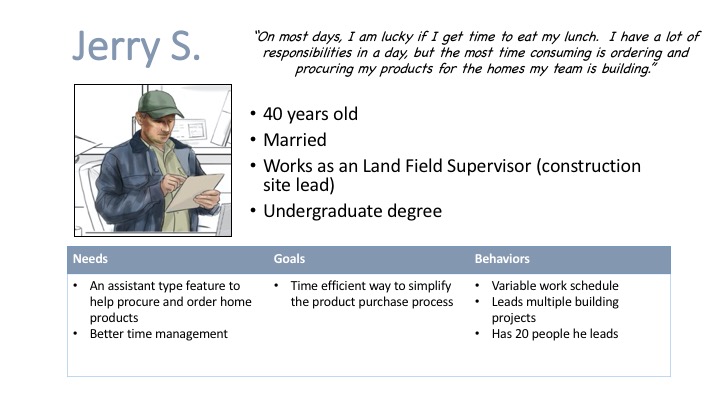 Jerry S.
“On most days, I am lucky if I get time to eat my lunch. I have a lot of
responsibilities in a day, but the most time consuming is ordering and
procuring my products for the homes my team is building.”
• 40 years old
• Married
• Works as an Land Field Supervisor (construction
site lead)
• Undergraduate degree
Needs
• An assistant type feature to
help procure and order home
products
• Better time management
Goals
• Time efficient way to simplify
the product purchase process
Behaviors
• Variable work schedule
• Leads multiple building
projects
• Has 20 people he leads